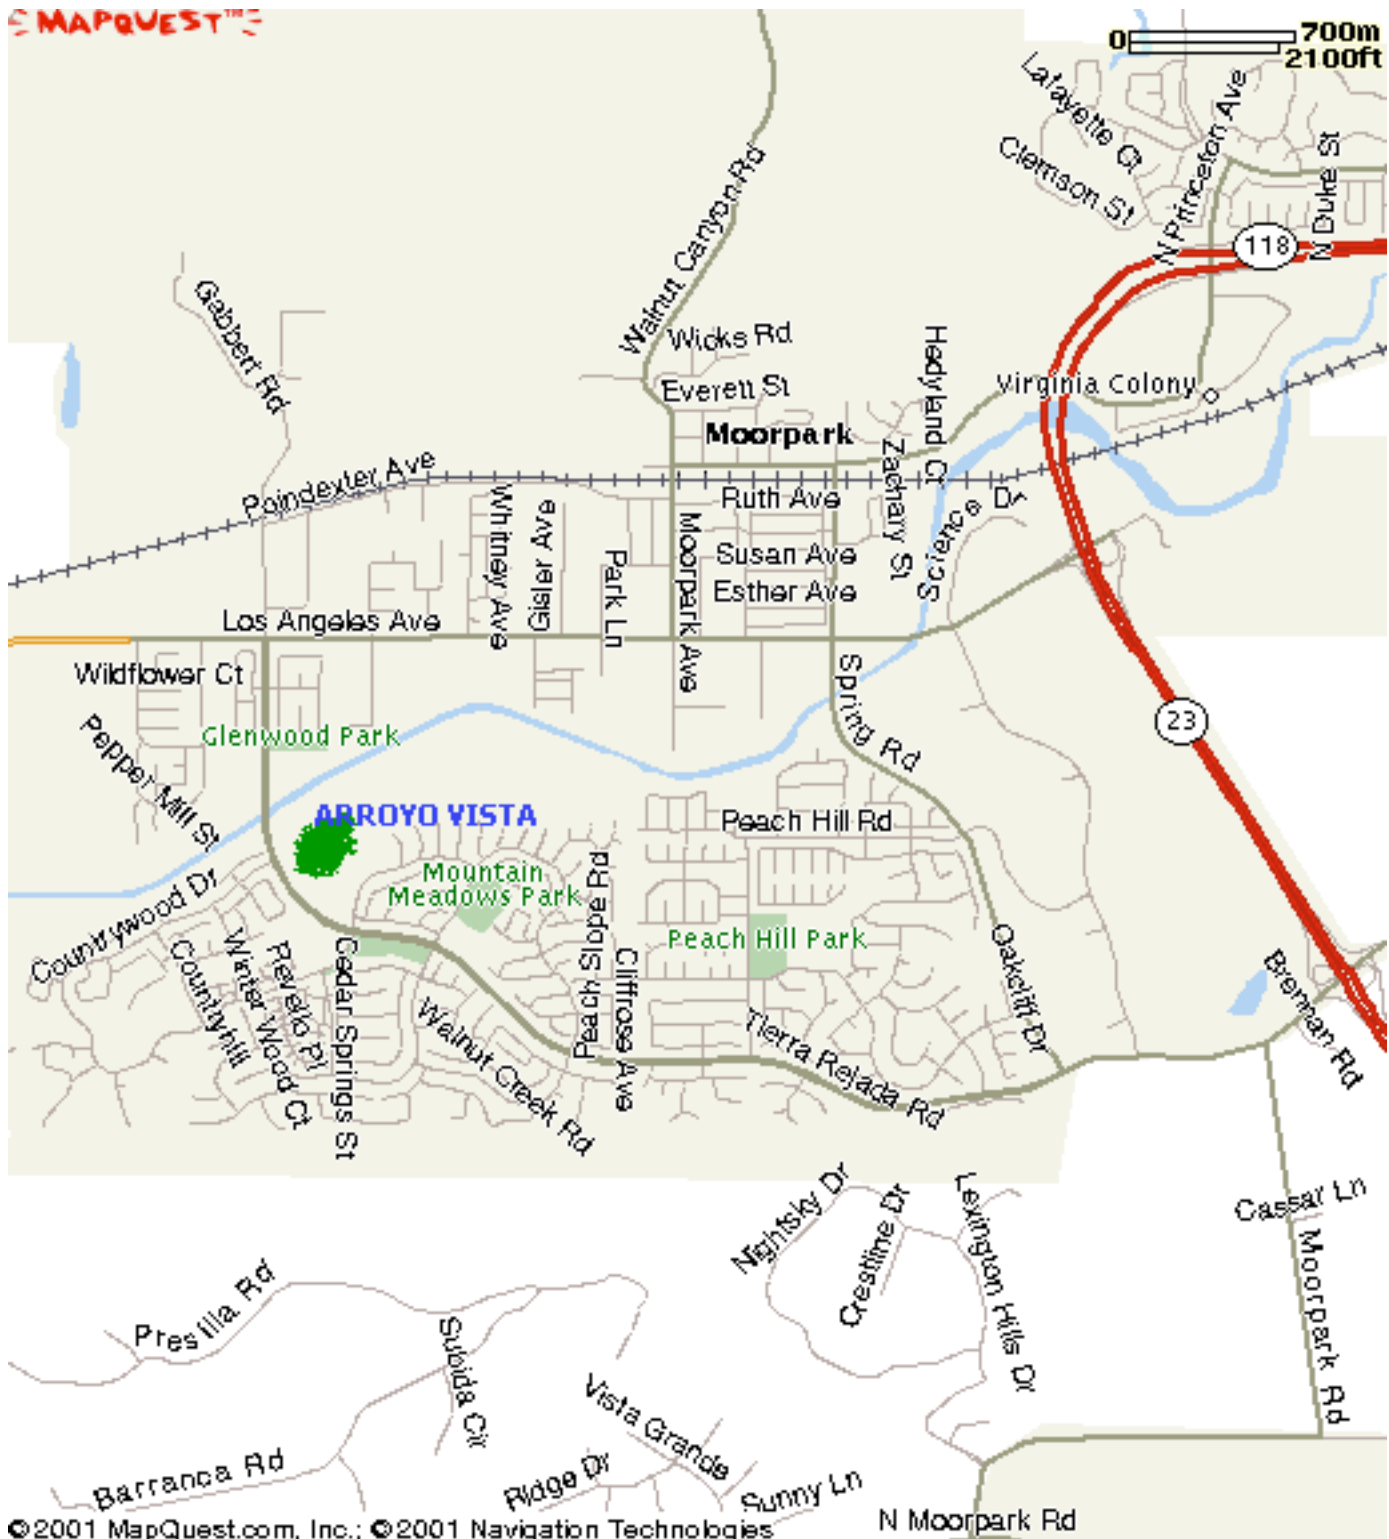 MAPQUEST™
0 700m
2100ft
Lafayette Ct
N Princeton Ave
Clemson St
N Duke St
118
Walnut Canyon Rd
Gabbert Rd
Wicks Rd
Hedyland Ct
Everett St
Virginia Colony
Moorpark
Zachary St
Poindexter Ave
Ruth Ave
Whitney Ave
Gisler Ave
Park Ln
Moorpark Ave
Susan Ave
Esther Ave
Science Dr
Los Angeles Ave
Wildflower Ct
Spring Rd
Pepper Mill St
Glenwood Park
23
ARROYO VISTA
Peach Hill Rd
Mountain
Meadows Park
Countrywood Dr
Peach Slope Rd
Peach Hill Park
Countryhill
Winter Wood Ct
Revello Pl
Cedar Springs St
Cliffrose Ave
Oakcliff Dr
Brennan Rd
Walnut Creek Rd
Tierra Rejada Rd
Nightsky Dr
Crestline Dr
Lexington Hills Dr
Cassar Ln
Moorpark Rd
Presilla Rd
Subida Cir
Vista Grande
Barranca Rd
Ridge Dr
Sunny Ln
N Moorpark Rd
©2001 MapQuest.com, Inc.; ©2001 Navigation Technologies